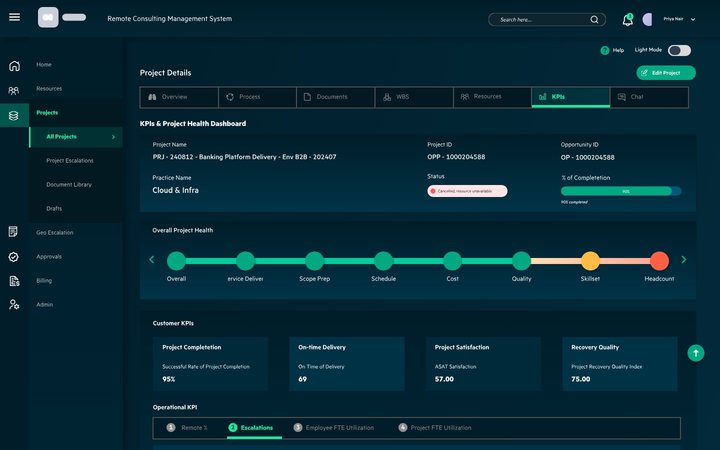 Remote Consulting Management System
Search here...
3
Priya Nair
Help
Light Mode
Home
Resources
Projects
All Projects
Project Escalations
Document Library
Drafts
Geo Escalation
Approvals
Billing
Admin
Project Details
Edit Project
Overview
Process
Documents
WBS
Resources
KPIs
Chat
KPIs & Project Health Dashboard
Project Name
PRJ - 240812 - Banking Platform Delivery - Env B2B - 202407
Project ID
OPP - 1000204588
Opportunity ID
OP - 1000204588
Practice Name
Cloud & Infra
Status
Cancelled, resource unavailable
% of Completetion
90%
90% completed
Overall Project Health
Overall
ervice Deliver
Scope Prep
Schedule
Cost
Quality
Skillset
Headcount
Customer KPIs
Project Completetion
Successful Rate of Project Completion
95%
On-time Delivery
On Time of Delivery
69
Project Satisfaction
ASAT Satisfaction
57.00
Recovery Quality
Project Recovery Quality Index
75.00
Operational KPI
1 Remote %
2 Escalations
3 Employee FTE Utilization
4 Project FTE Utilization